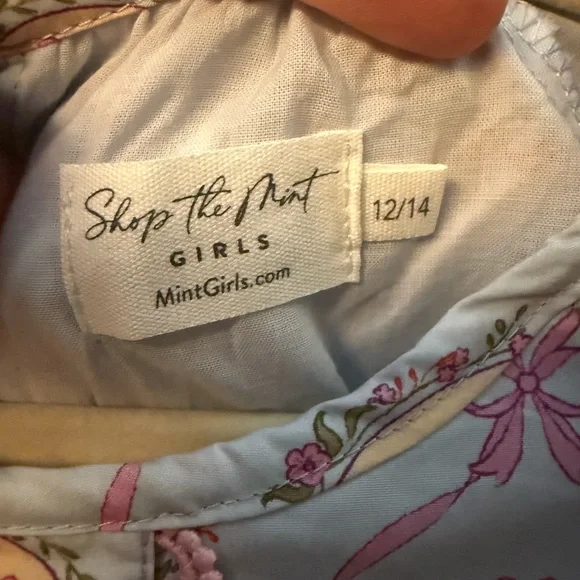 Shop the Mint
GIRLS
MintGirls.com
12/14